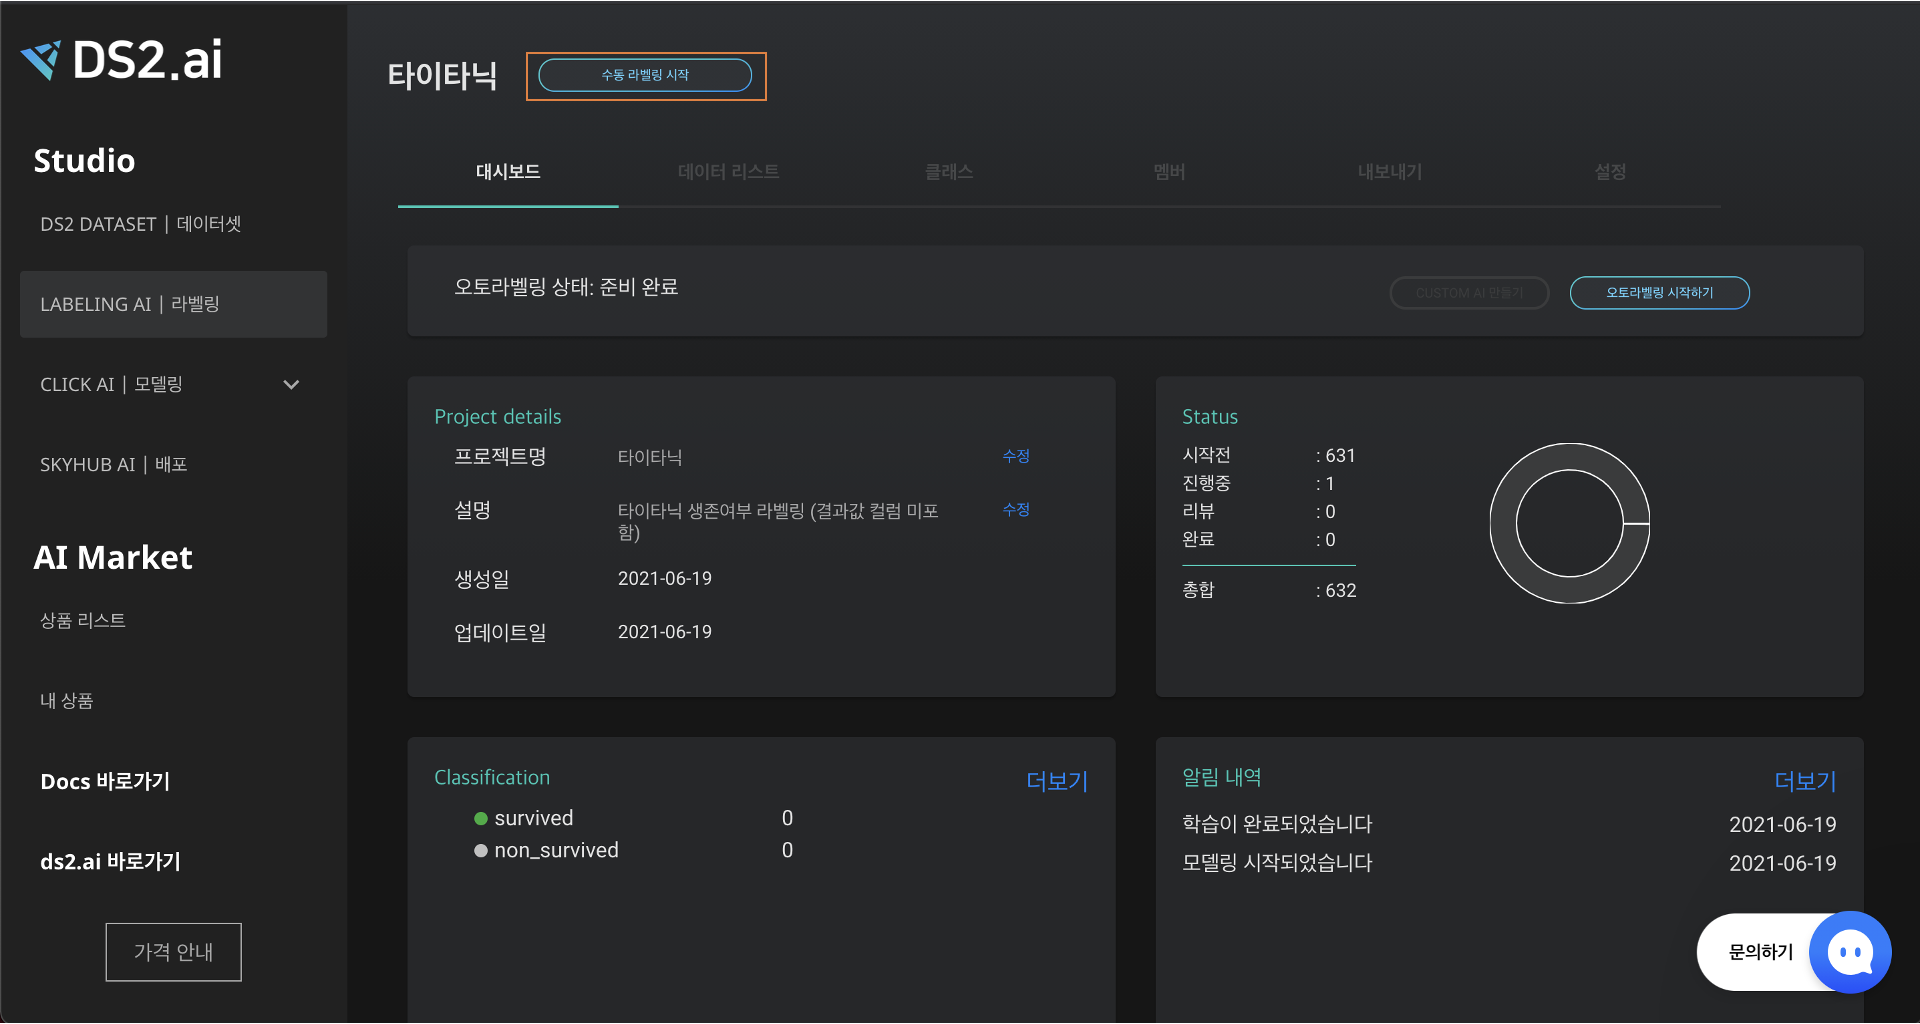 DS2.ai
Studio
DS2 DATASET | 데이터셋
LABELING AI | 라벨링
CLICK AI | 모델링
SKYHUB AI | 배포
AI Market
상품 리스트
내 상품
Docs 바로가기
ds2.ai 바로가기
가격 안내
타이타닉
수동 라벨링 시작
대시보드 데이터 리스트 클래스 멤버 내보내기 설정
오토라벨링 상태: 준비 완료
CUSTOM AI 만들기 오토라벨링 시작하기
Project details
프로젝트명 타이타닉 수정
설명 타이타닉 생존여부 라벨링 (결과값 컬럼 미포
함) 수정
생성일 2021-06-19
업데이트일 2021-06-19
Status
시작전 : 631
진행중 : 1
리뷰 : 0
완료 : 0
총합 : 632
Classification 더보기
survived 0
non_survived 0
알림 내역 더보기
학습이 완료되었습니다 2021-06-19
모델링 시작되었습니다 2021-06-19
문의하기